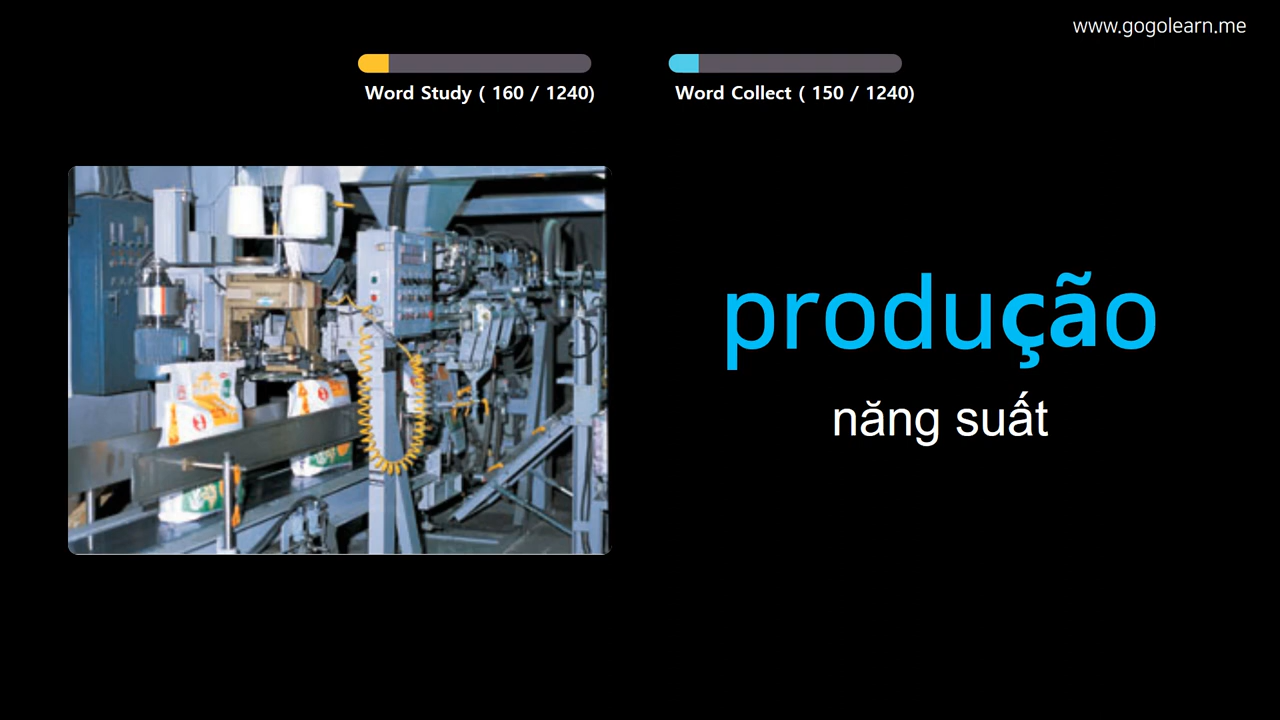 www.gogolearn.me
Word Study ( 160 / 1240)
Word Collect ( 150 / 1240)
produção
năng suất